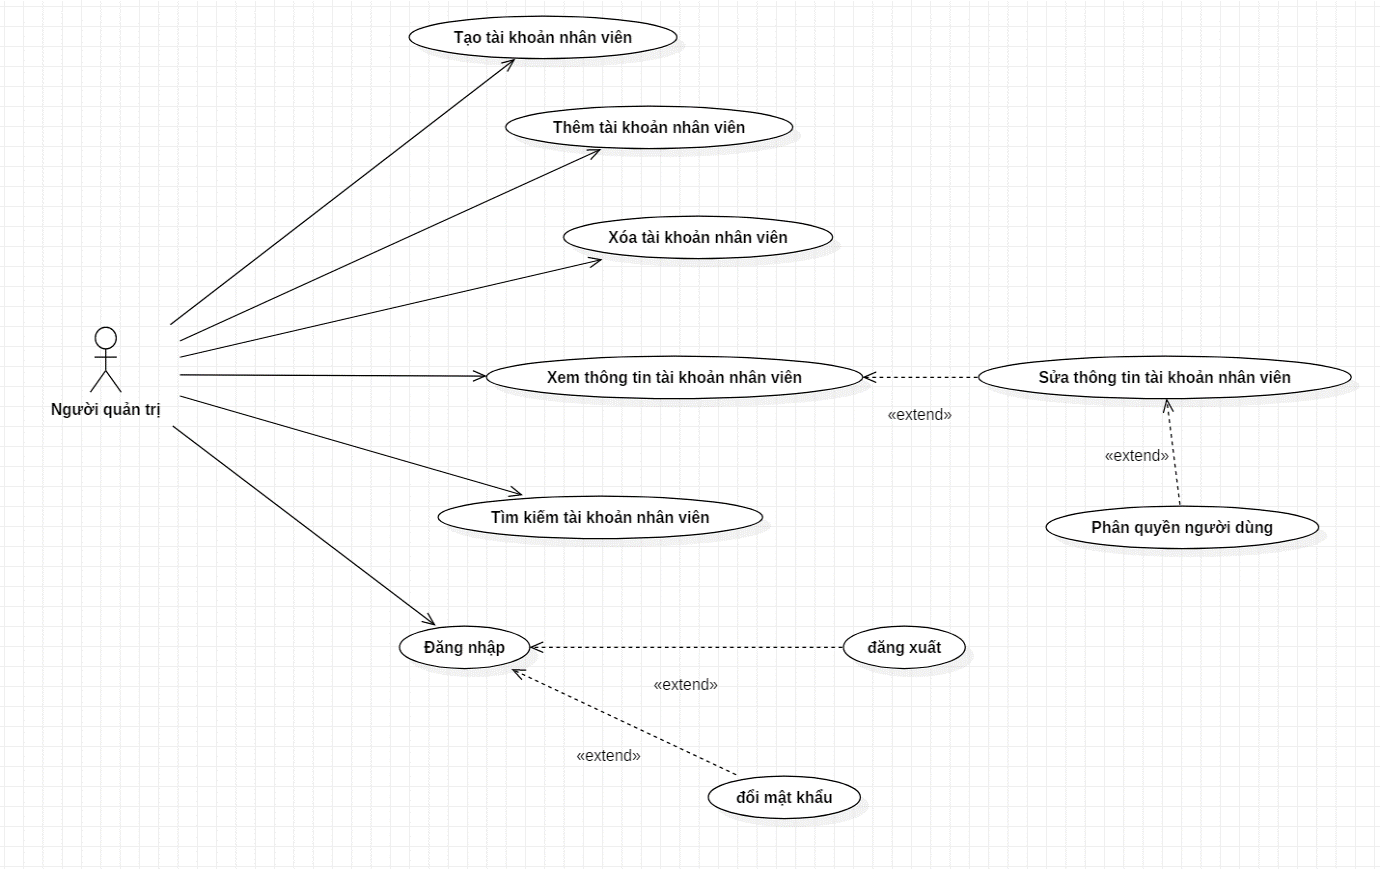 Tạo tài khoản nhân viên
Thêm tài khoản nhân viên
Xóa tài khoản nhân viên
Người quản trị
Xem thông tin tài khoản nhân viên
Sửa thông tin tài khoản nhân viên
«extend»
«extend»
Tìm kiếm tài khoản nhân viên
Phân quyền người dùng
Đăng nhập
đăng xuất
«extend»
«extend»
đổi mật khẩu